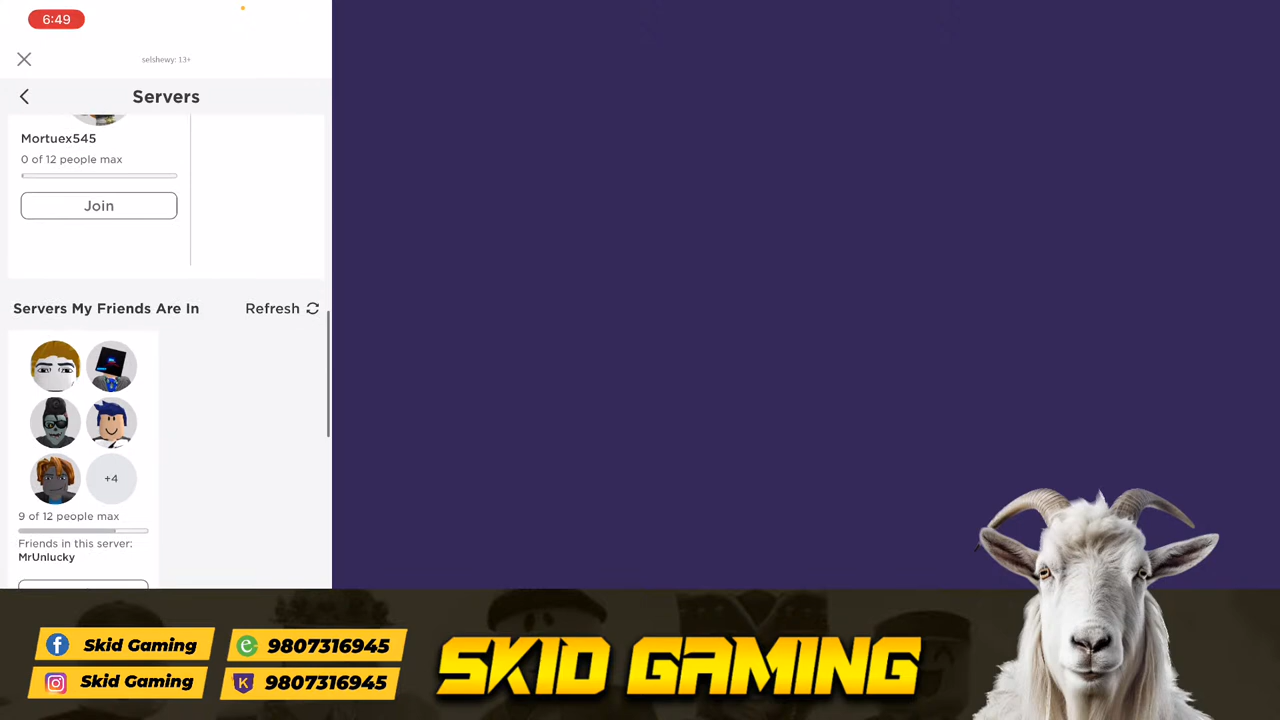 6:49
selshewy: 13+
Servers
Mortuex545
0 of 12 people max
Join
Servers My Friends Are In
Refresh
+4
9 of 12 people max
Friends in this server:
MrUnlucky
Skid Gaming
9807316945
Skid Gaming
9807316945
SKID GAMING